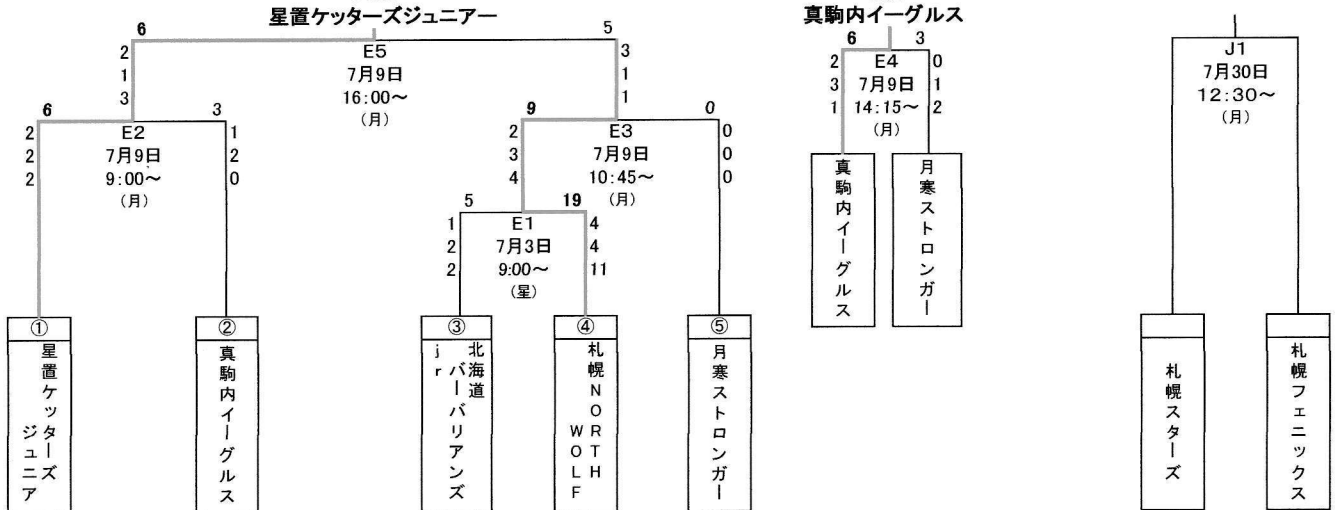 星置ケッターズジュニアー
6
5
E5
7月9日
16:00～
(月)
2
1
3
3
1
1
6
3
E2
7月9日
9:00～
(月)
2
2
2
1
2
0
9
0
E3
7月9日
10:45～
(月)
2
3
4
0
0
0
5
19
E1
7月3日
9:00～
(星)
1
2
2
4
4
11
①
星置ケッターズ
ジュニア
②
真駒内イーグルス
③
北海道
バーバリアンズ
jr
④
札幌NORTH
WOLF
⑤
月寒ストロンガー
真駒内イーグルス
6
3
E4
7月9日
14:15～
(月)
2
3
1
0
1
2
真駒内イーグルス
月寒ストロンガー
J1
7月30日
12:30～
(月)
札幌スターズ
札幌フェニックス